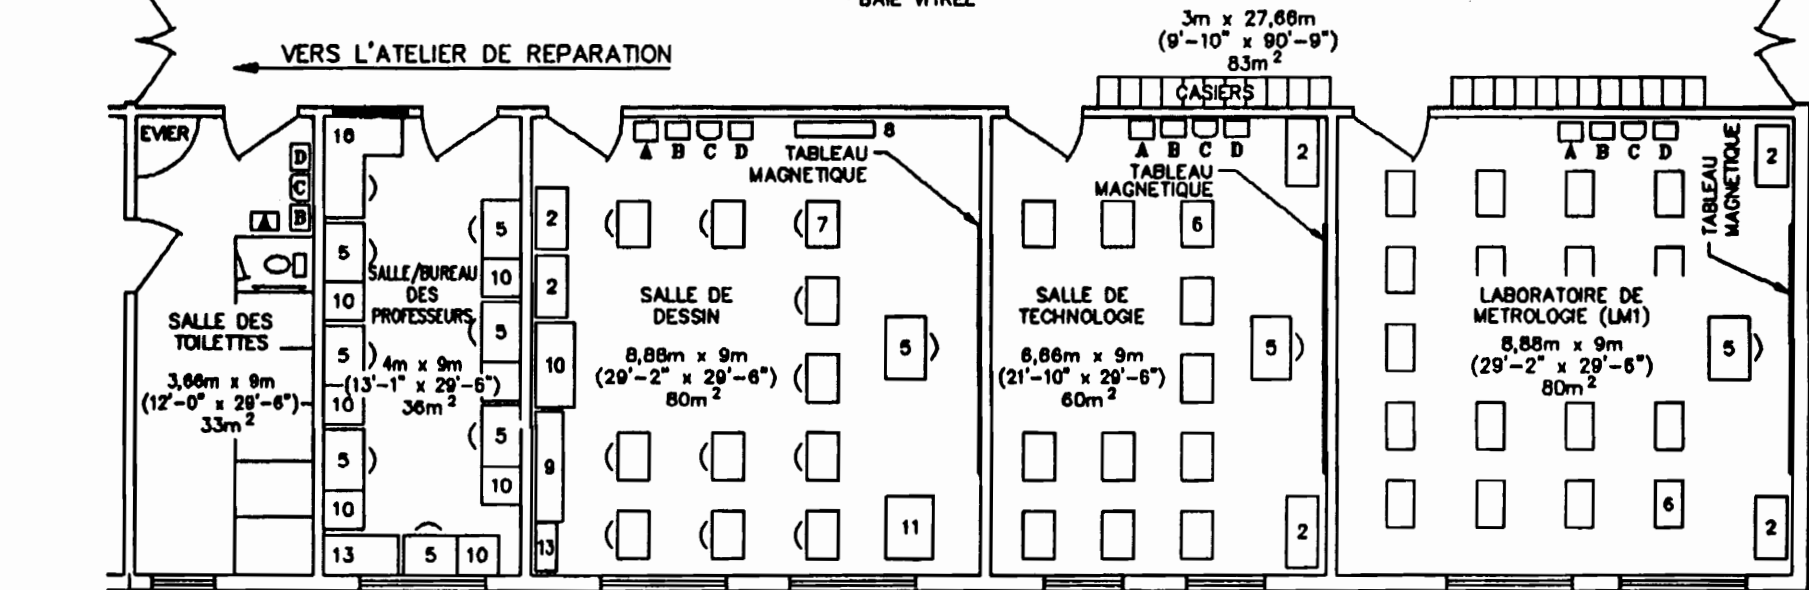 BAIE VITREE
3m x 27,66m
(9'-10" x 90'-9")
83m²
VERS L'ATELIER DE REPARATION
CASIERS
EVIER
D
C
B
A
SALLE DES
TOILETTES
3,66m x 9m
(12'-0" x 29'-6")
33m²
16
5
10
5
10
5
10
13
5
10
5
10
5
5
10
SALLE/BUREAU
DES
PROFESSEURS
4m x 9m
(13'-1" x 29'-6")
36m²
A B C D
8
TABLEAU
MAGNETIQUE
2
2
10
9
13
7
5
11
SALLE DE
DESSIN
8,88m x 9m
(29'-2" x 29'-6")
80m²
A B C D
2
TABLEAU
MAGNETIQUE
6
5
2
SALLE DE
TECHNOLOGIE
6,66m x 9m
(21'-10" x 29'-6")
60m²
A B C D
2
TABLEAU
MAGNETIQUE
5
6
2
LABORATOIRE DE
METROLOGIE (LM1)
8,88m x 9m
(29'-2" x 29'-6")
80m²